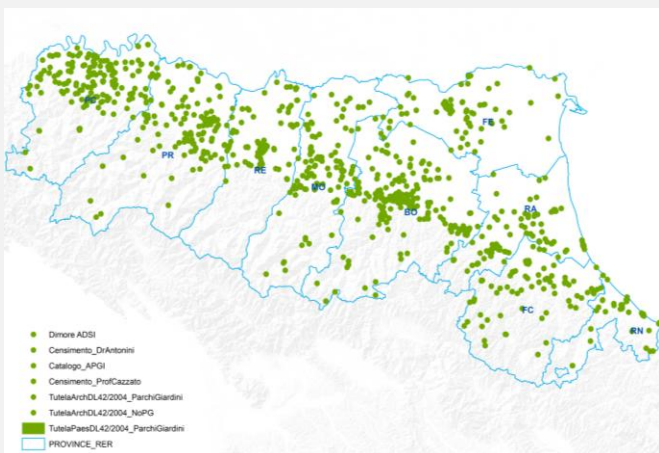 PC
PR
RE
MO
BO
FE
RA
FC
RN
Dimore ADSI
Censimento_DrAntonini
Catalogo_APGI
Censimento_ProfCazzato
TutelaArchDL42/2004_ParchiGiardini
TutelaArchDL42/2004_NoPG
TutelaPaesDL42/2004_ParchiGiardini
PROVINCE_RER